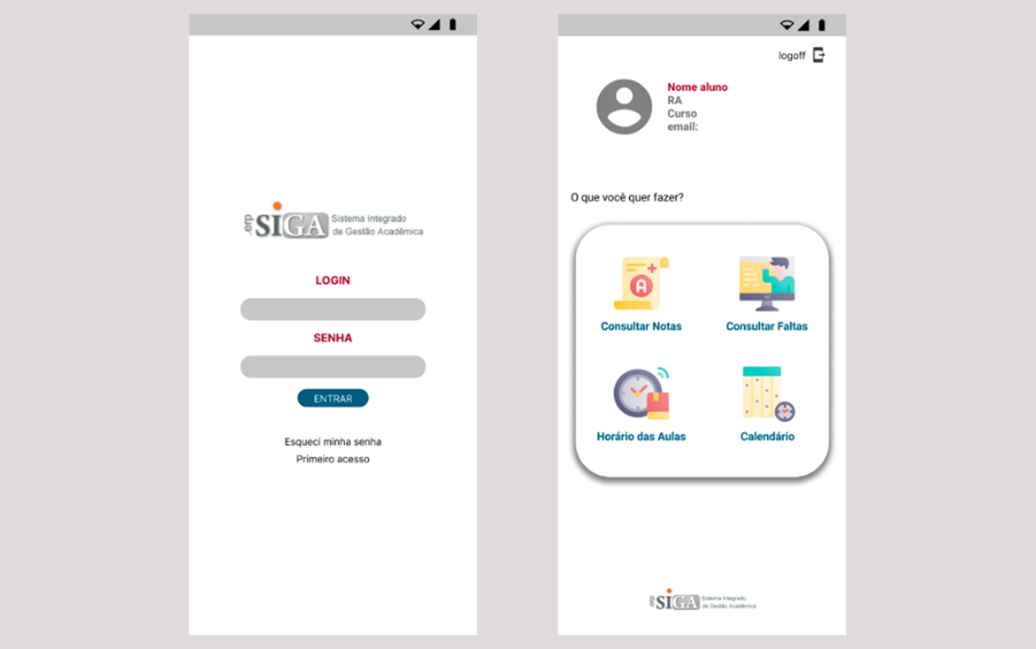 .erp
SIGA
Sistema Integrado
de Gestão Acadêmica
LOGIN
SENHA
ENTRAR
Esqueci minha senha
Primeiro acesso
logoff
Nome aluno
RA
Curso
email:
O que você quer fazer?
A
Consultar Notas
Consultar Faltas
Horário das Aulas
Calendário
.erp
SIGA
Sistema Integrado
de Gestão Acadêmica